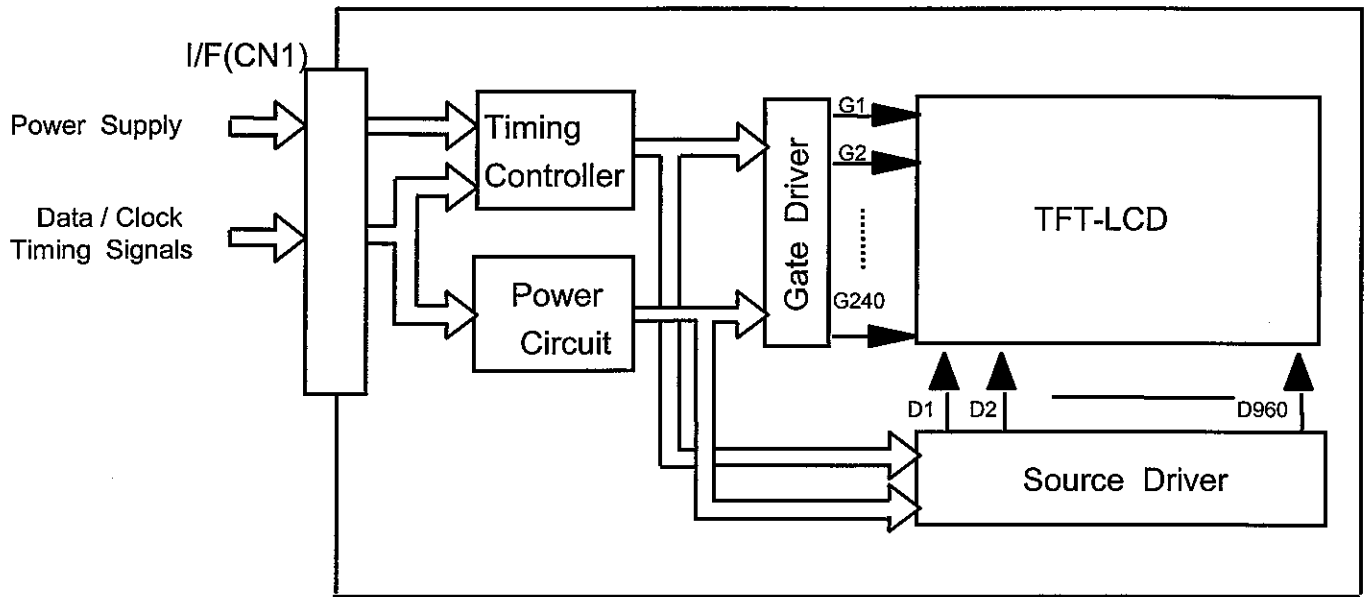 I/F(CN1)
Power Supply
Data / Clock
Timing Signals
Timing
Controller
Power
Circuit
Gate Driver
G1
G2
G240
TFT-LCD
D1 D2 D960
Source Driver